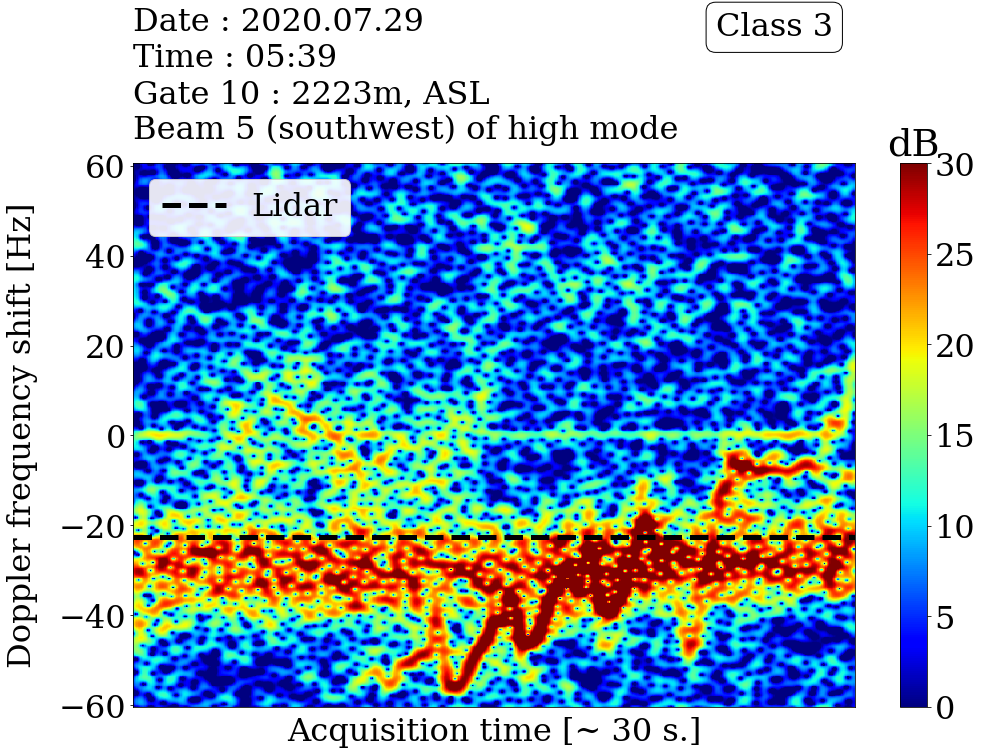 Date : 2020.07.29
Time : 05:39
Gate 10 : 2223m, ASL
Beam 5 (southwest) of high mode
Class 3
dB
Lidar
Doppler frequency shift [Hz]
60
40
20
0
−20
−40
−60
30
25
20
15
10
5
0
Acquisition time [~ 30 s.]